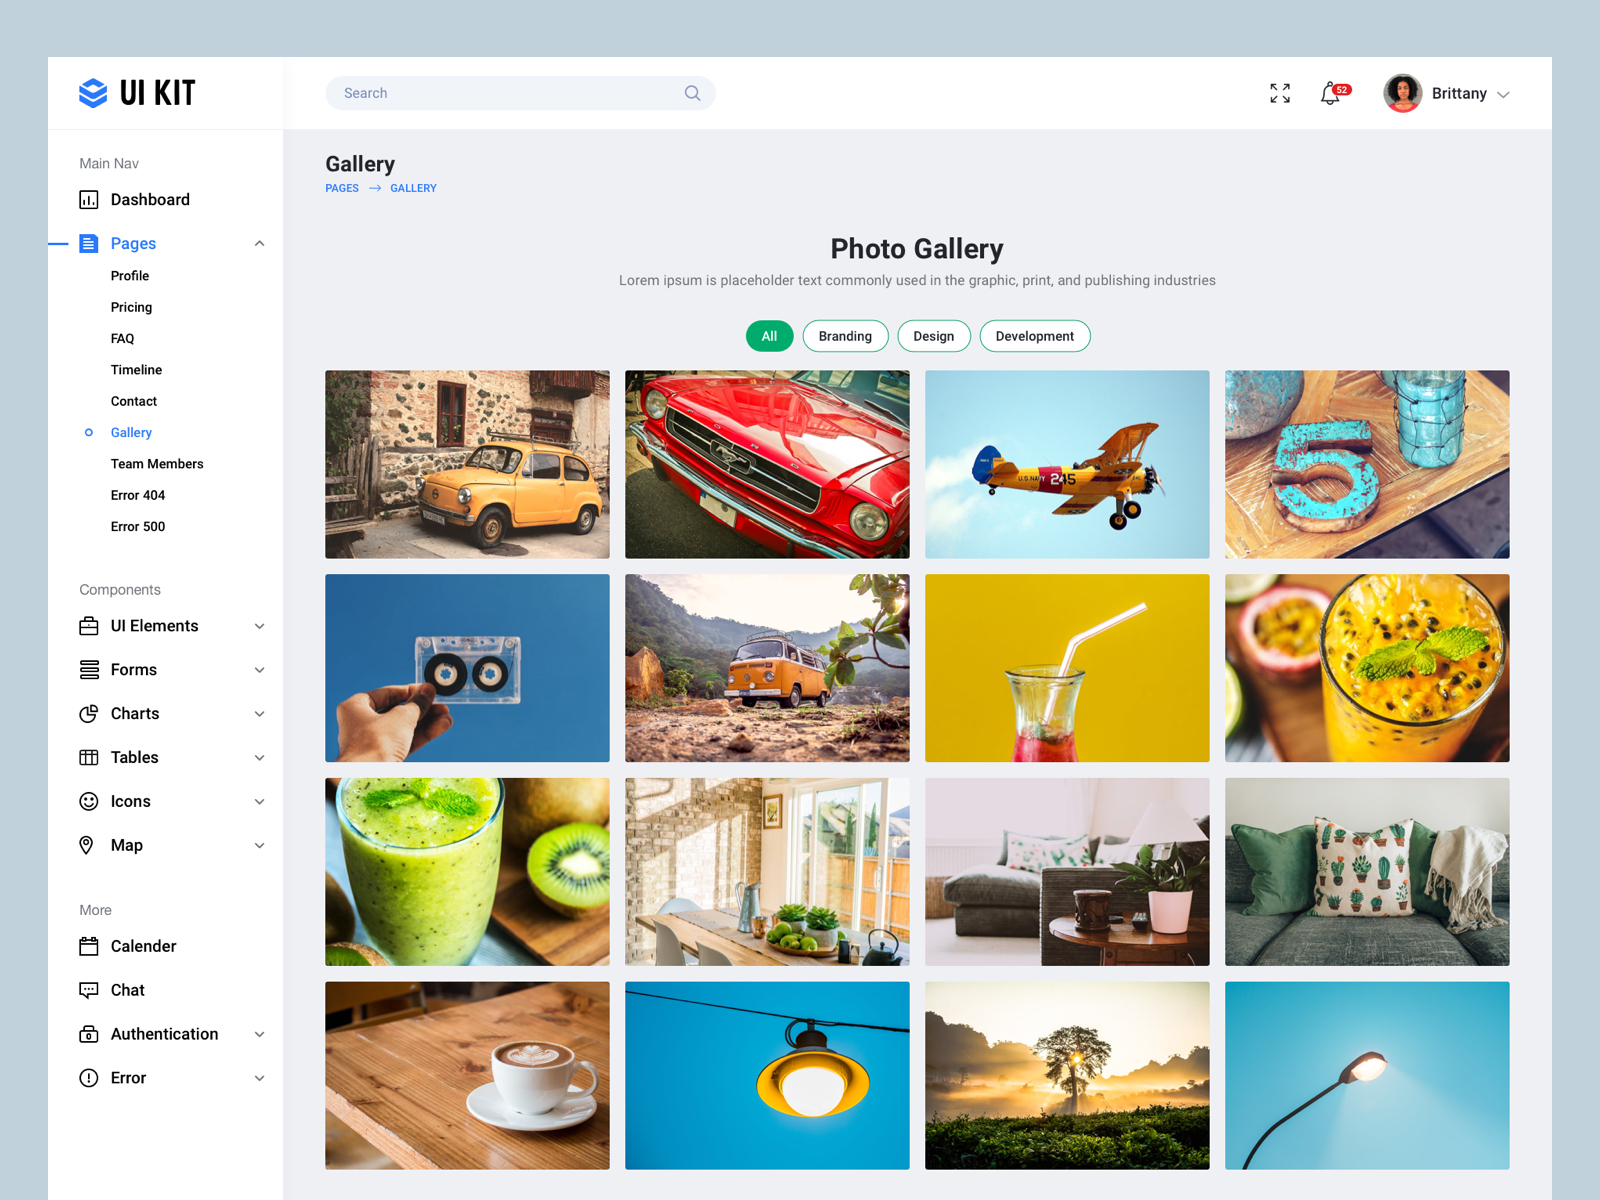 UI KIT
Search
52
Brittany
Main Nav
Dashboard
Pages
Profile
Pricing
FAQ
Timeline
Contact
Gallery
Team Members
Error 404
Error 500
Components
UI Elements
Forms
Charts
Tables
Icons
Map
More
Calender
Chat
Authentication
Error
Gallery
PAGES → GALLERY
Photo Gallery
Lorem ipsum is placeholder text commonly used in the graphic, print, and publishing industries
All
Branding
Design
Development
U.S. NAVY 245
5